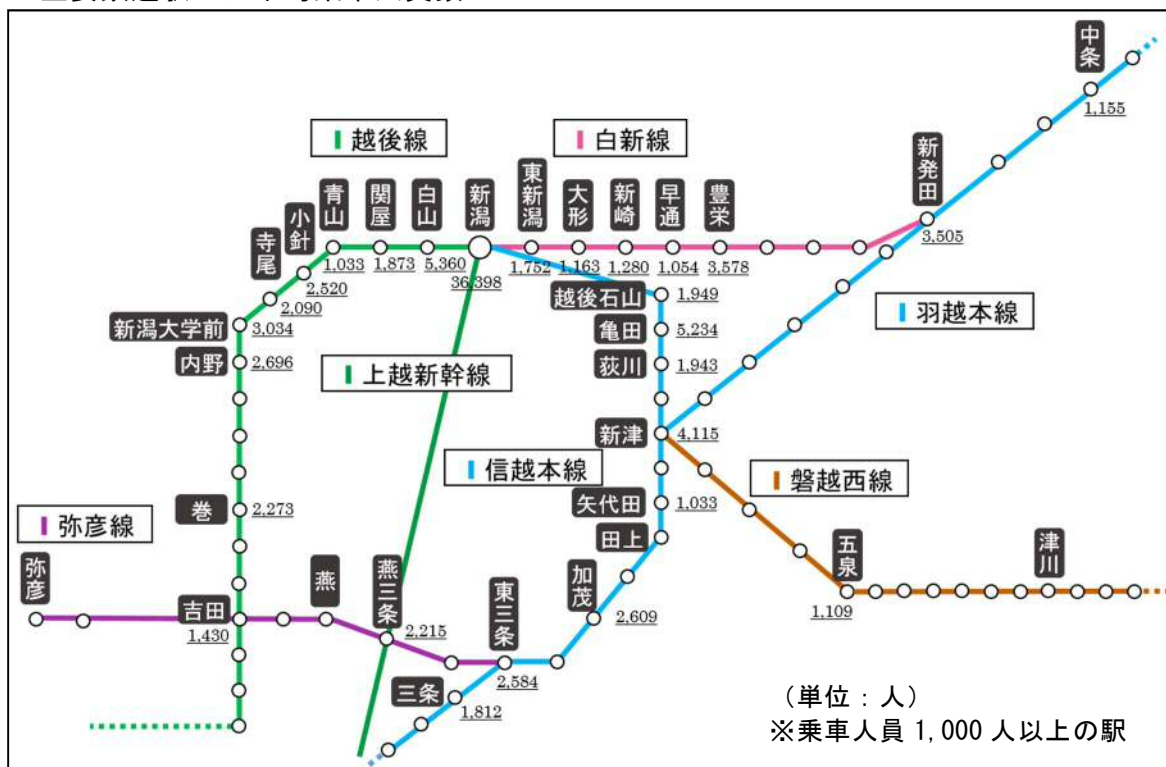 中条
1,155
越後線
白新線
新発田
3,505
寺尾
小針
青山
関屋
白山
新潟
東新潟
大形
新崎
早通
豊栄
2,090
2,520
1,033
1,873
5,360
36,398
1,752
1,163
1,280
1,054
3,578
越後石山
1,949
羽越本線
新潟大学前
3,034
亀田
5,234
内野
2,696
上越新幹線
荻川
1,943
新津
4,115
信越本線
磐越西線
巻
2,273
矢代田
1,033
弥彦線
田上
弥彦
吉田
1,430
燕
燕三条
2,215
東三条
2,584
加茂
2,609
五泉
1,109
津川
三条
1,812
(単位:人)
※乗車人員 1,000 人以上の駅